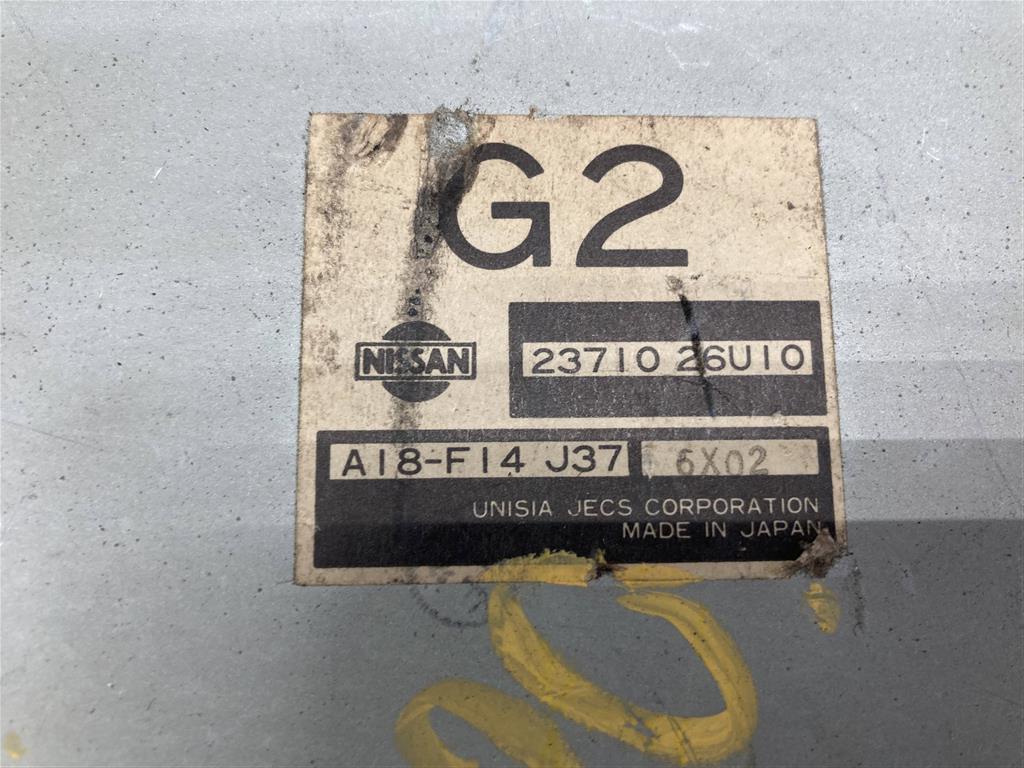 G2
NISSAN
23710 26U10
A18-F14 J37 6X02
UNISIA JECS CORPORATION
MADE IN JAPAN